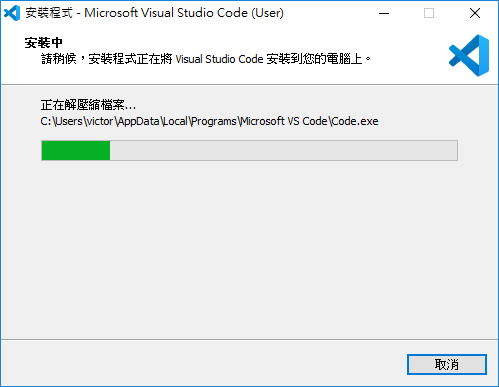 安裝程式 - Microsoft Visual Studio Code (User)
安裝中
請稍候，安裝程式正在將 Visual Studio Code 安裝到您的電腦上。
正在解壓縮檔案...
C:\Users\victor\AppData\Local\Programs\Microsoft VS Code\Code.exe
取消